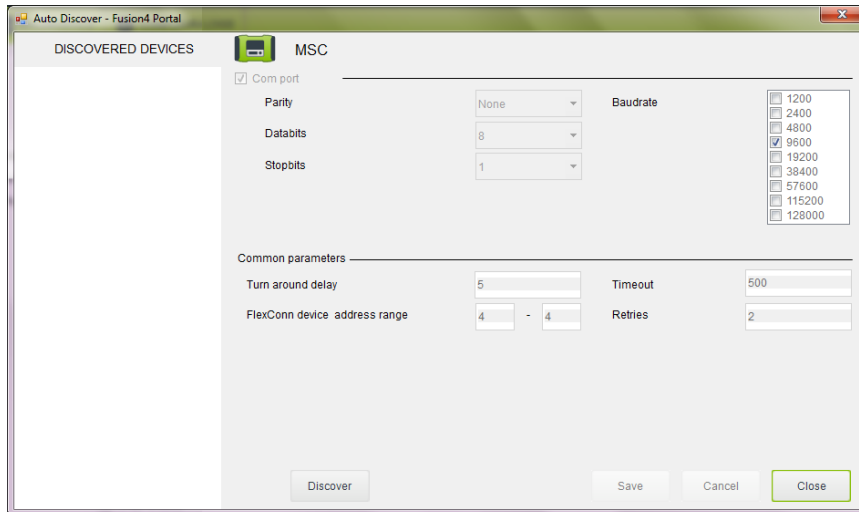 Auto Discover - Fusion4 Portal
DISCOVERED DEVICES
MSC
Com port
Parity
None
Baudrate
1200
2400
4800
9600
19200
38400
57600
115200
128000
Databits
8
Stopbits
1
Common parameters
Turn around delay
5
Timeout
500
FlexConn device address range
4 - 4
Retries
2
Discover
Save
Cancel
Close